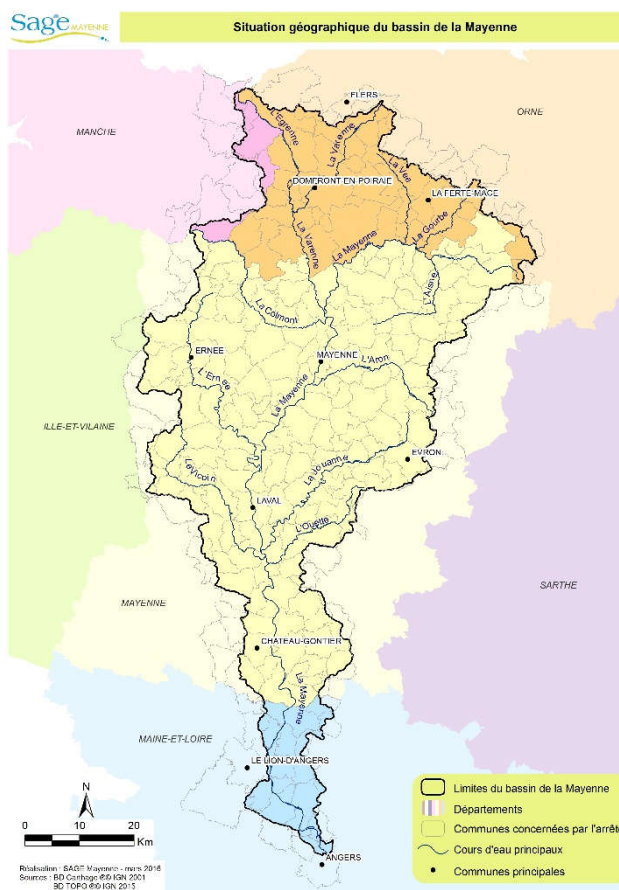 Sage MAYENNE
Situation géographique du bassin de la Mayenne
FLERS
ORNE
MANCHE
L'Egrenne
La Varenne
DOMFRONT-EN-POIRAIE
La Vée
LA FERTE-MACE
La Gourbe
La Varenne
La Mayenne
L'Aisne
La Colmont
ERNEE
MAYENNE
L'Aron
L'Ernée
La Mayenne
ILLE-ET-VILAINE
EVRON
La Jouanne
Le Vicoin
LAVAL
L'Ouette
SARTHE
MAYENNE
CHATEAU-GONTIER
La Mayenne
MAINE-ET-LOIRE
LE LION-D'ANGERS
N
10 5 0 10 20
Km
ANGERS
Limites du bassin de la Mayenne
Départements
Communes concernées par l'arrêté
Cours d'eau principaux
Communes principales
Réalisation : SAGE Mayenne - mars 2016
Sources : BD Carthage ®© IGN 2001
BD TOPO ®© IGN 2015